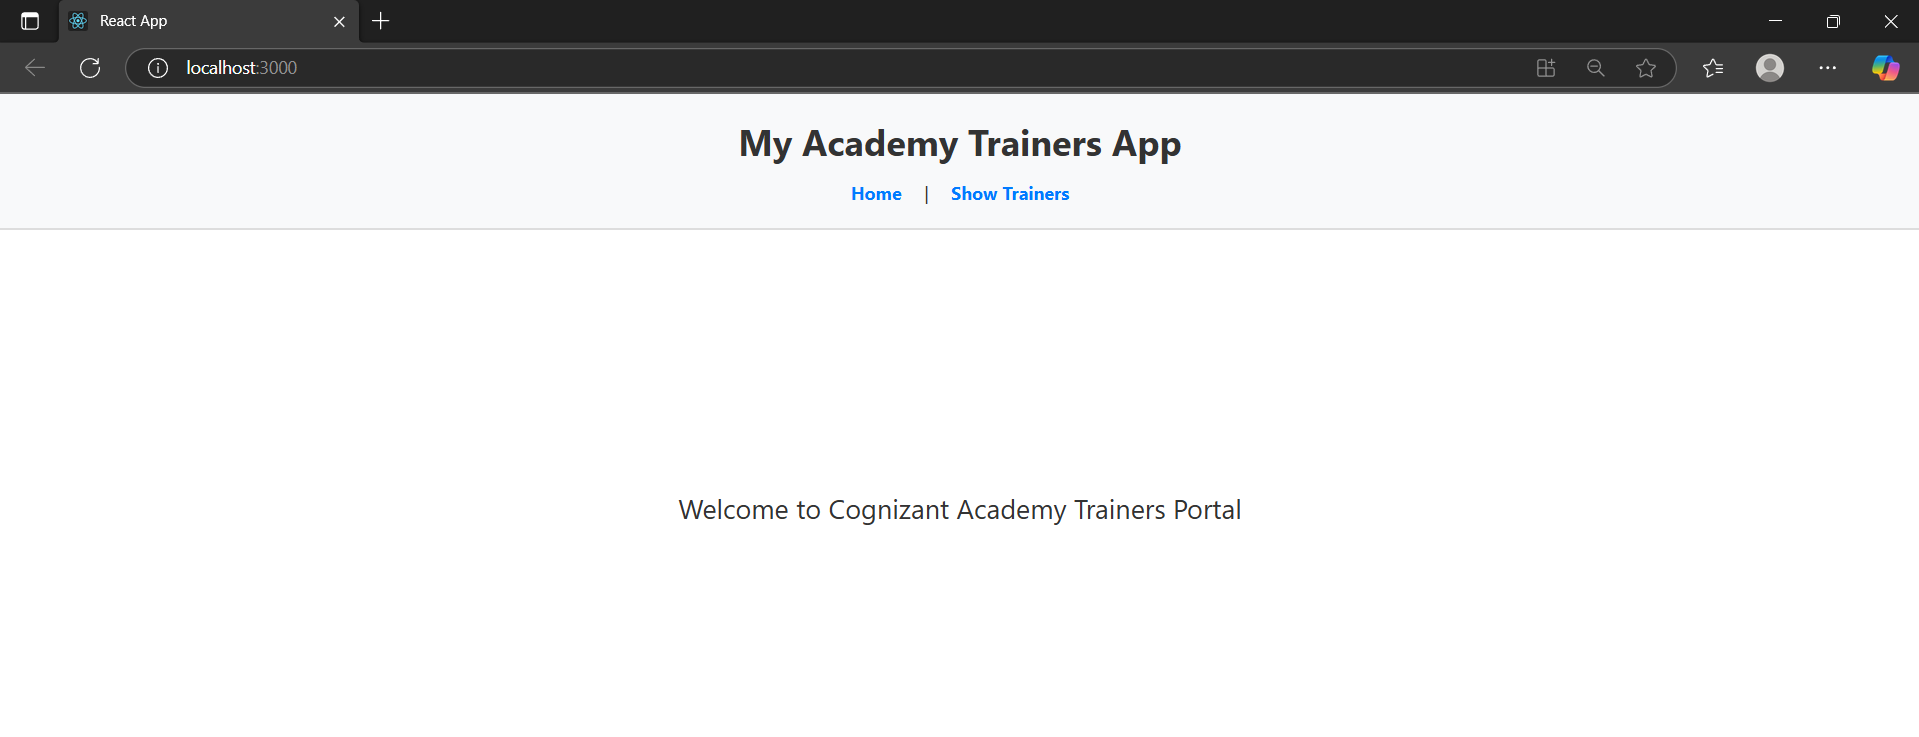 React App
localhost:3000
My Academy Trainers App
Home | Show Trainers
Welcome to Cognizant Academy Trainers Portal